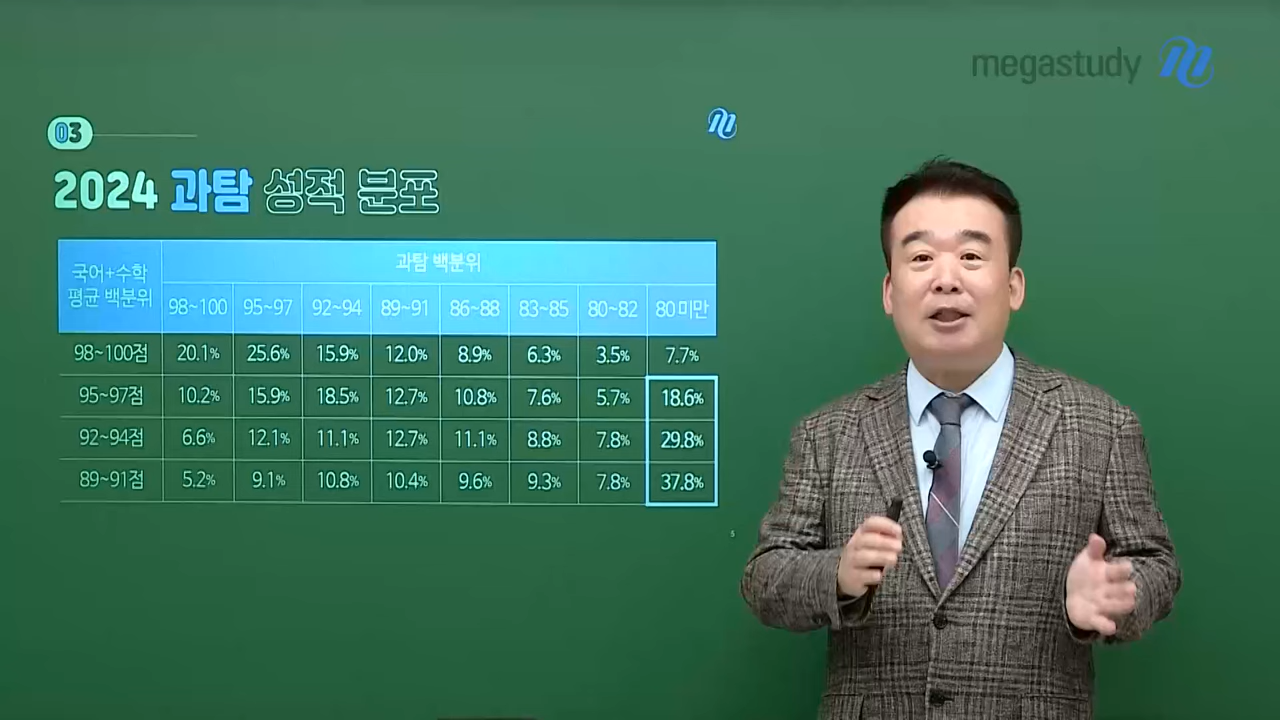 megastudy
03
2024 과탐 성적 분포
국어+수학 평균 백분위 과탐 백분위
98~100 95~97 92~94 89~91 86~88 83~85 80~82 80 미만
98~100점 20.1% 25.6% 15.9% 12.0% 8.9% 6.3% 3.5% 7.7%
95~97점 10.2% 15.9% 18.5% 12.7% 10.8% 7.6% 5.7% 18.6%
92~94점 6.6% 12.1% 11.1% 12.7% 11.1% 8.8% 7.8% 29.8%
89~91점 5.2% 9.1% 10.8% 10.4% 9.6% 9.3% 7.8% 37.8%
5